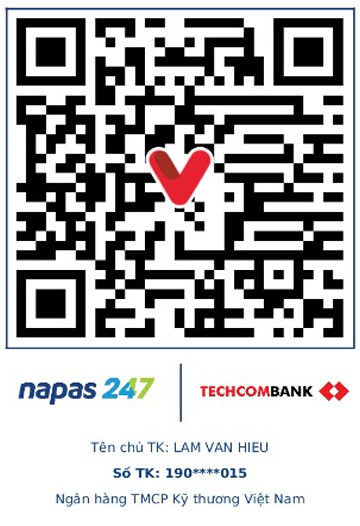 napas 247
TECHCOMBANK
Tên chủ TK: LAM VAN HIEU
Số TK: 190****015
Ngân hàng TMCP Kỹ thương Việt Nam